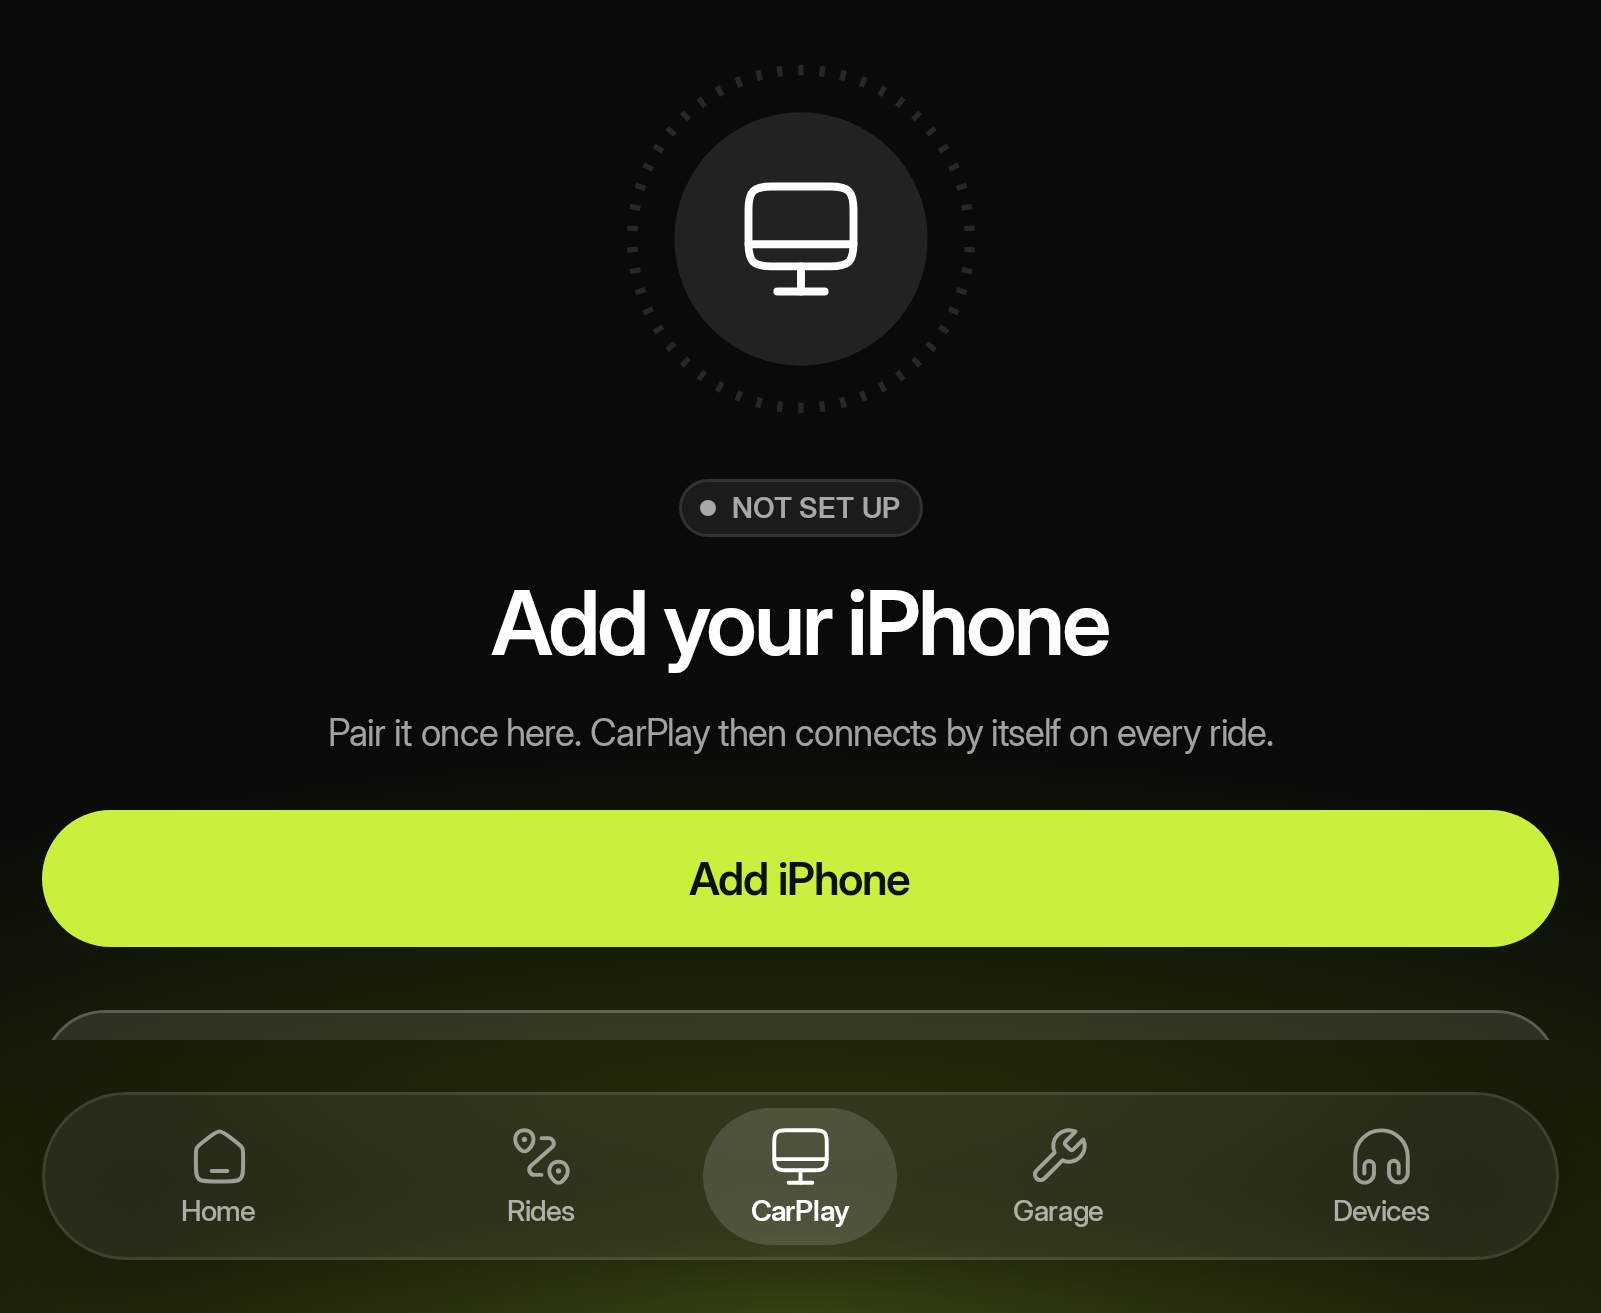 NOT SET UP
Add your iPhone
Pair it once here. CarPlay then connects by itself on every ride.
Add iPhone
Home
Rides
CarPlay
Garage
Devices